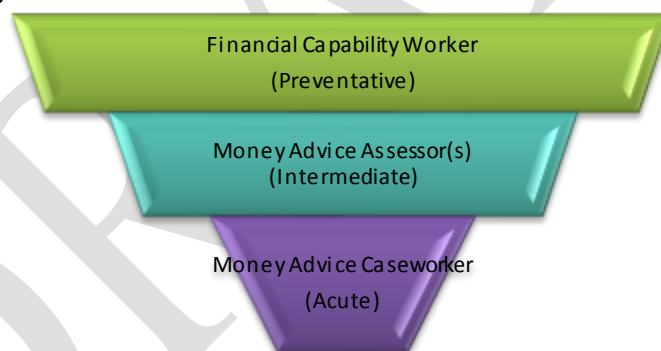 Financial Capability Worker
(Preventative)
Money Advice Assessor(s)
(Intermediate)
Money Advice Caseworker
(Acute)